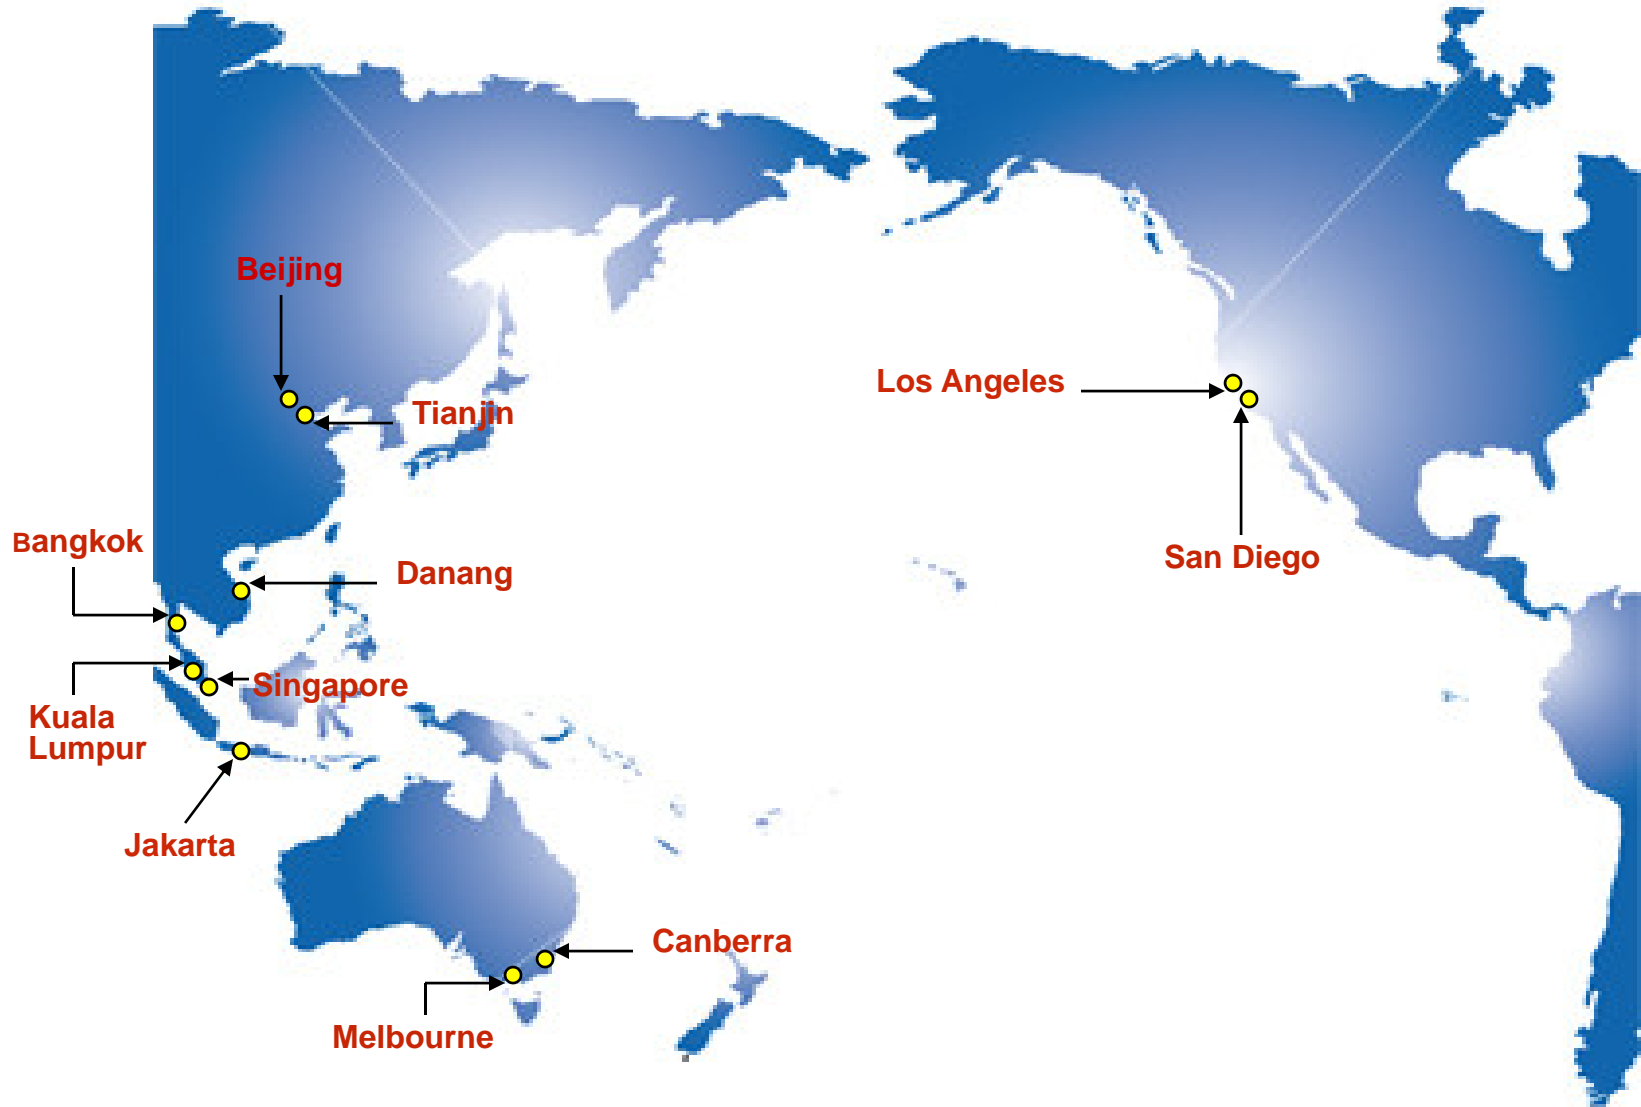 Beijing
Los Angeles
Tianjin
Bangkok
San Diego
Danang
Singapore
Kuala
Lumpur
Jakarta
Canberra
Melbourne